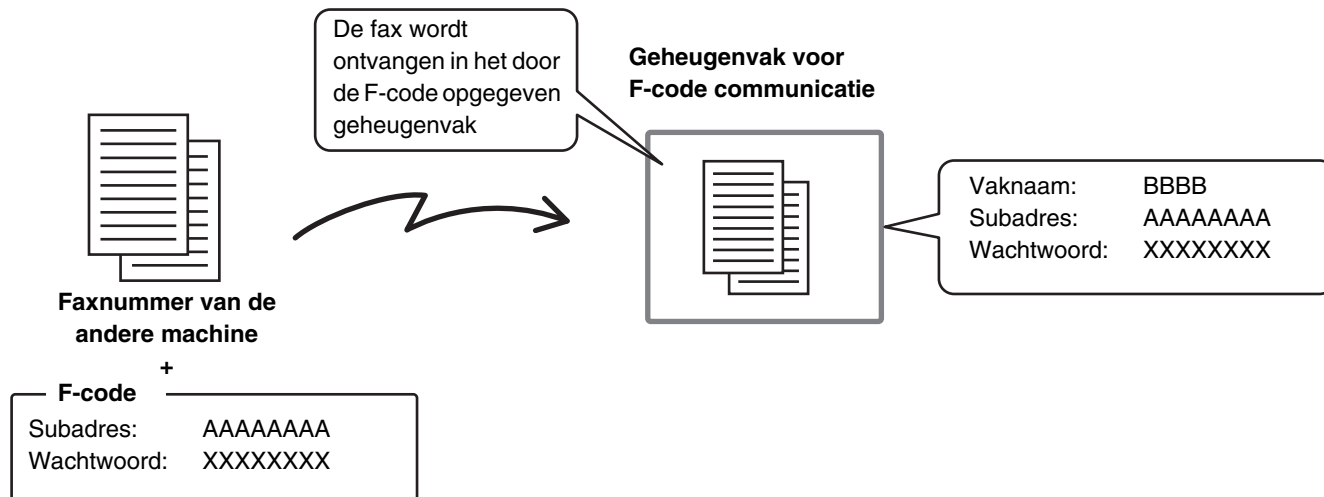 De fax wordt
ontvangen in het door
de F-code opgegeven
geheugenvak
Geheugenvak voor
F-code communicatie
Vaknaam: BBBB
Subadres: AAAAAAAA
Wachtwoord: XXXXXXXX
Faxnummer van de
andere machine
+
F-code
Subadres: AAAAAAAA
Wachtwoord: XXXXXXXX